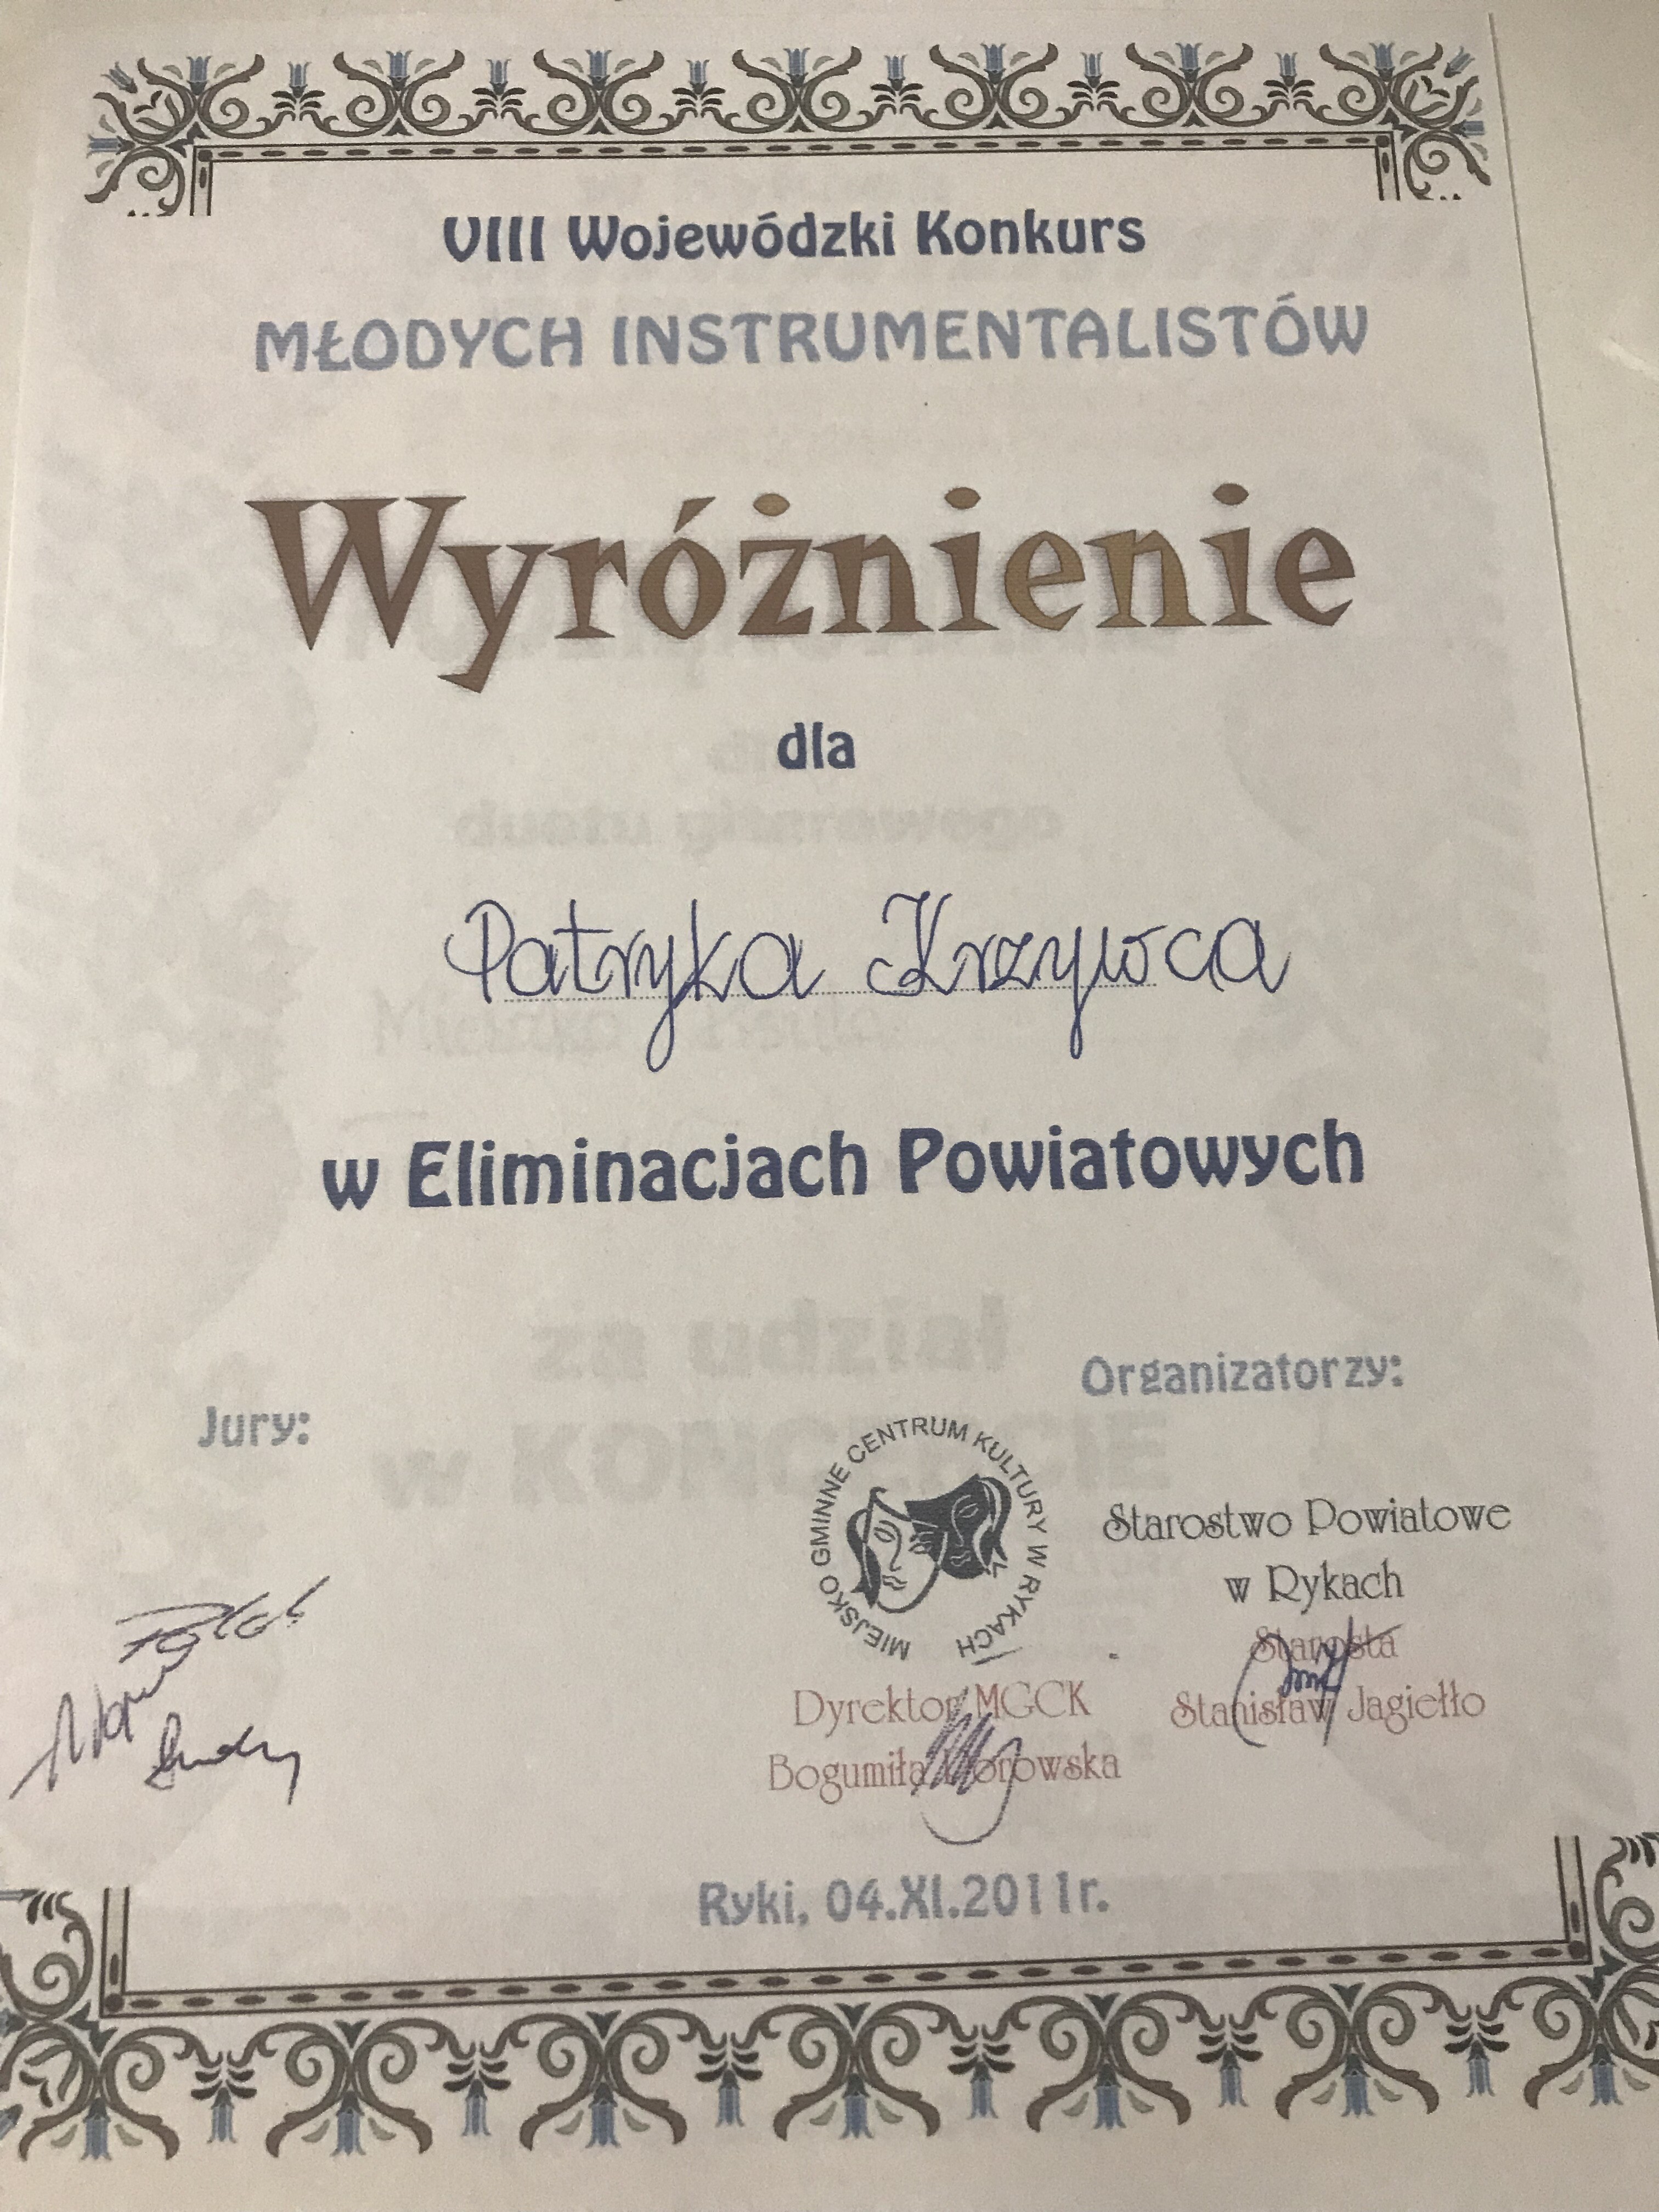 VIII Wojewódzki Konkurs
MŁODYCH INSTRUMENTALISTÓW
Wyróżnienie
dla
Patryka Krzywca
w Eliminacjach Powiatowych
Jury:
Organizatorzy:
MIEJSKO GMINNE CENTRUM KULTURY W RYKACH
Starostwo Powiatowe
w Rykach
Starosta
Stanisław Jagiełło
Dyrektor MGCK
Bogumiła
Ryki, 04.XI.2011r.